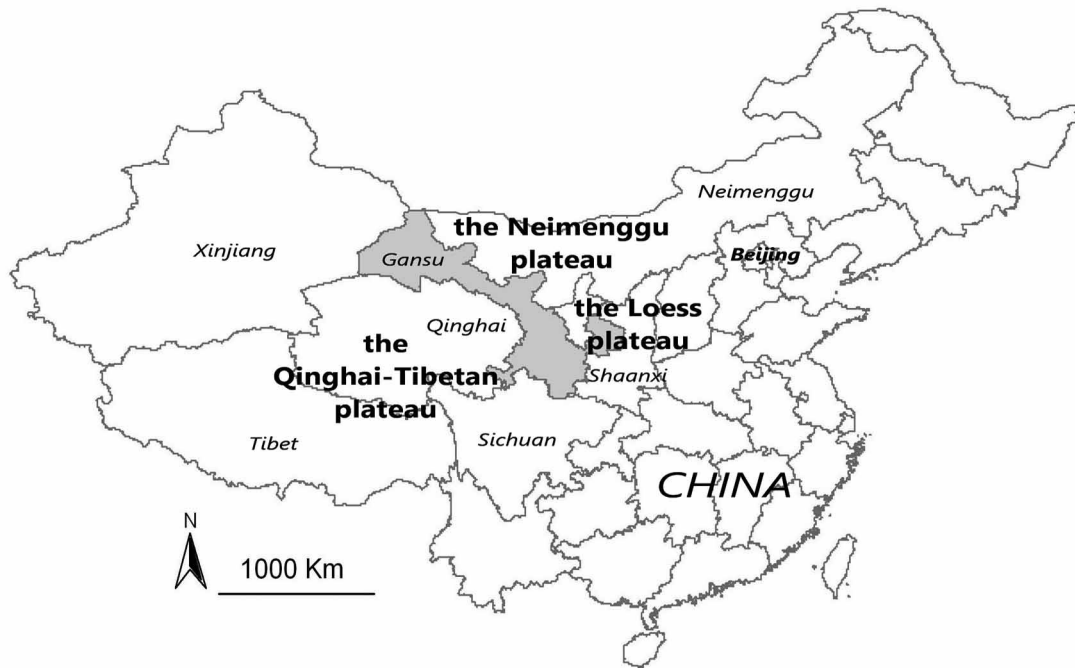 Neimenggu
the Neimenggu
plateau
Xinjiang
Gansu
Beijing
the Loess
plateau
Qinghai
the
Qinghai-Tibetan
plateau
Shaanxi
Tibet
Sichuan
CHINA
N
1000 Km